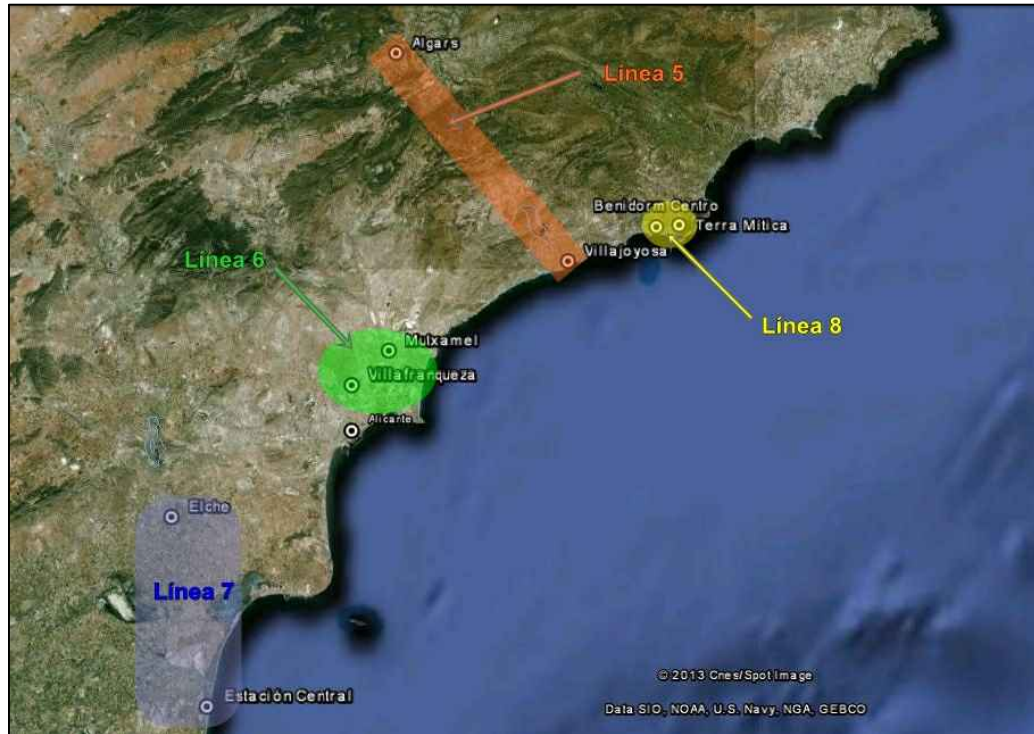 Algars
Línea 5
Benidorm Centro
Terra Mítica
Villajoyosa
Línea 6
Línea 8
Mulxamel
Villafranqueza
Alicante
Elche
Línea 7
Estación Central
© 2013 Cnes/Spot Image
Data SIO, NOAA, U.S. Navy, NGA, GEBCO